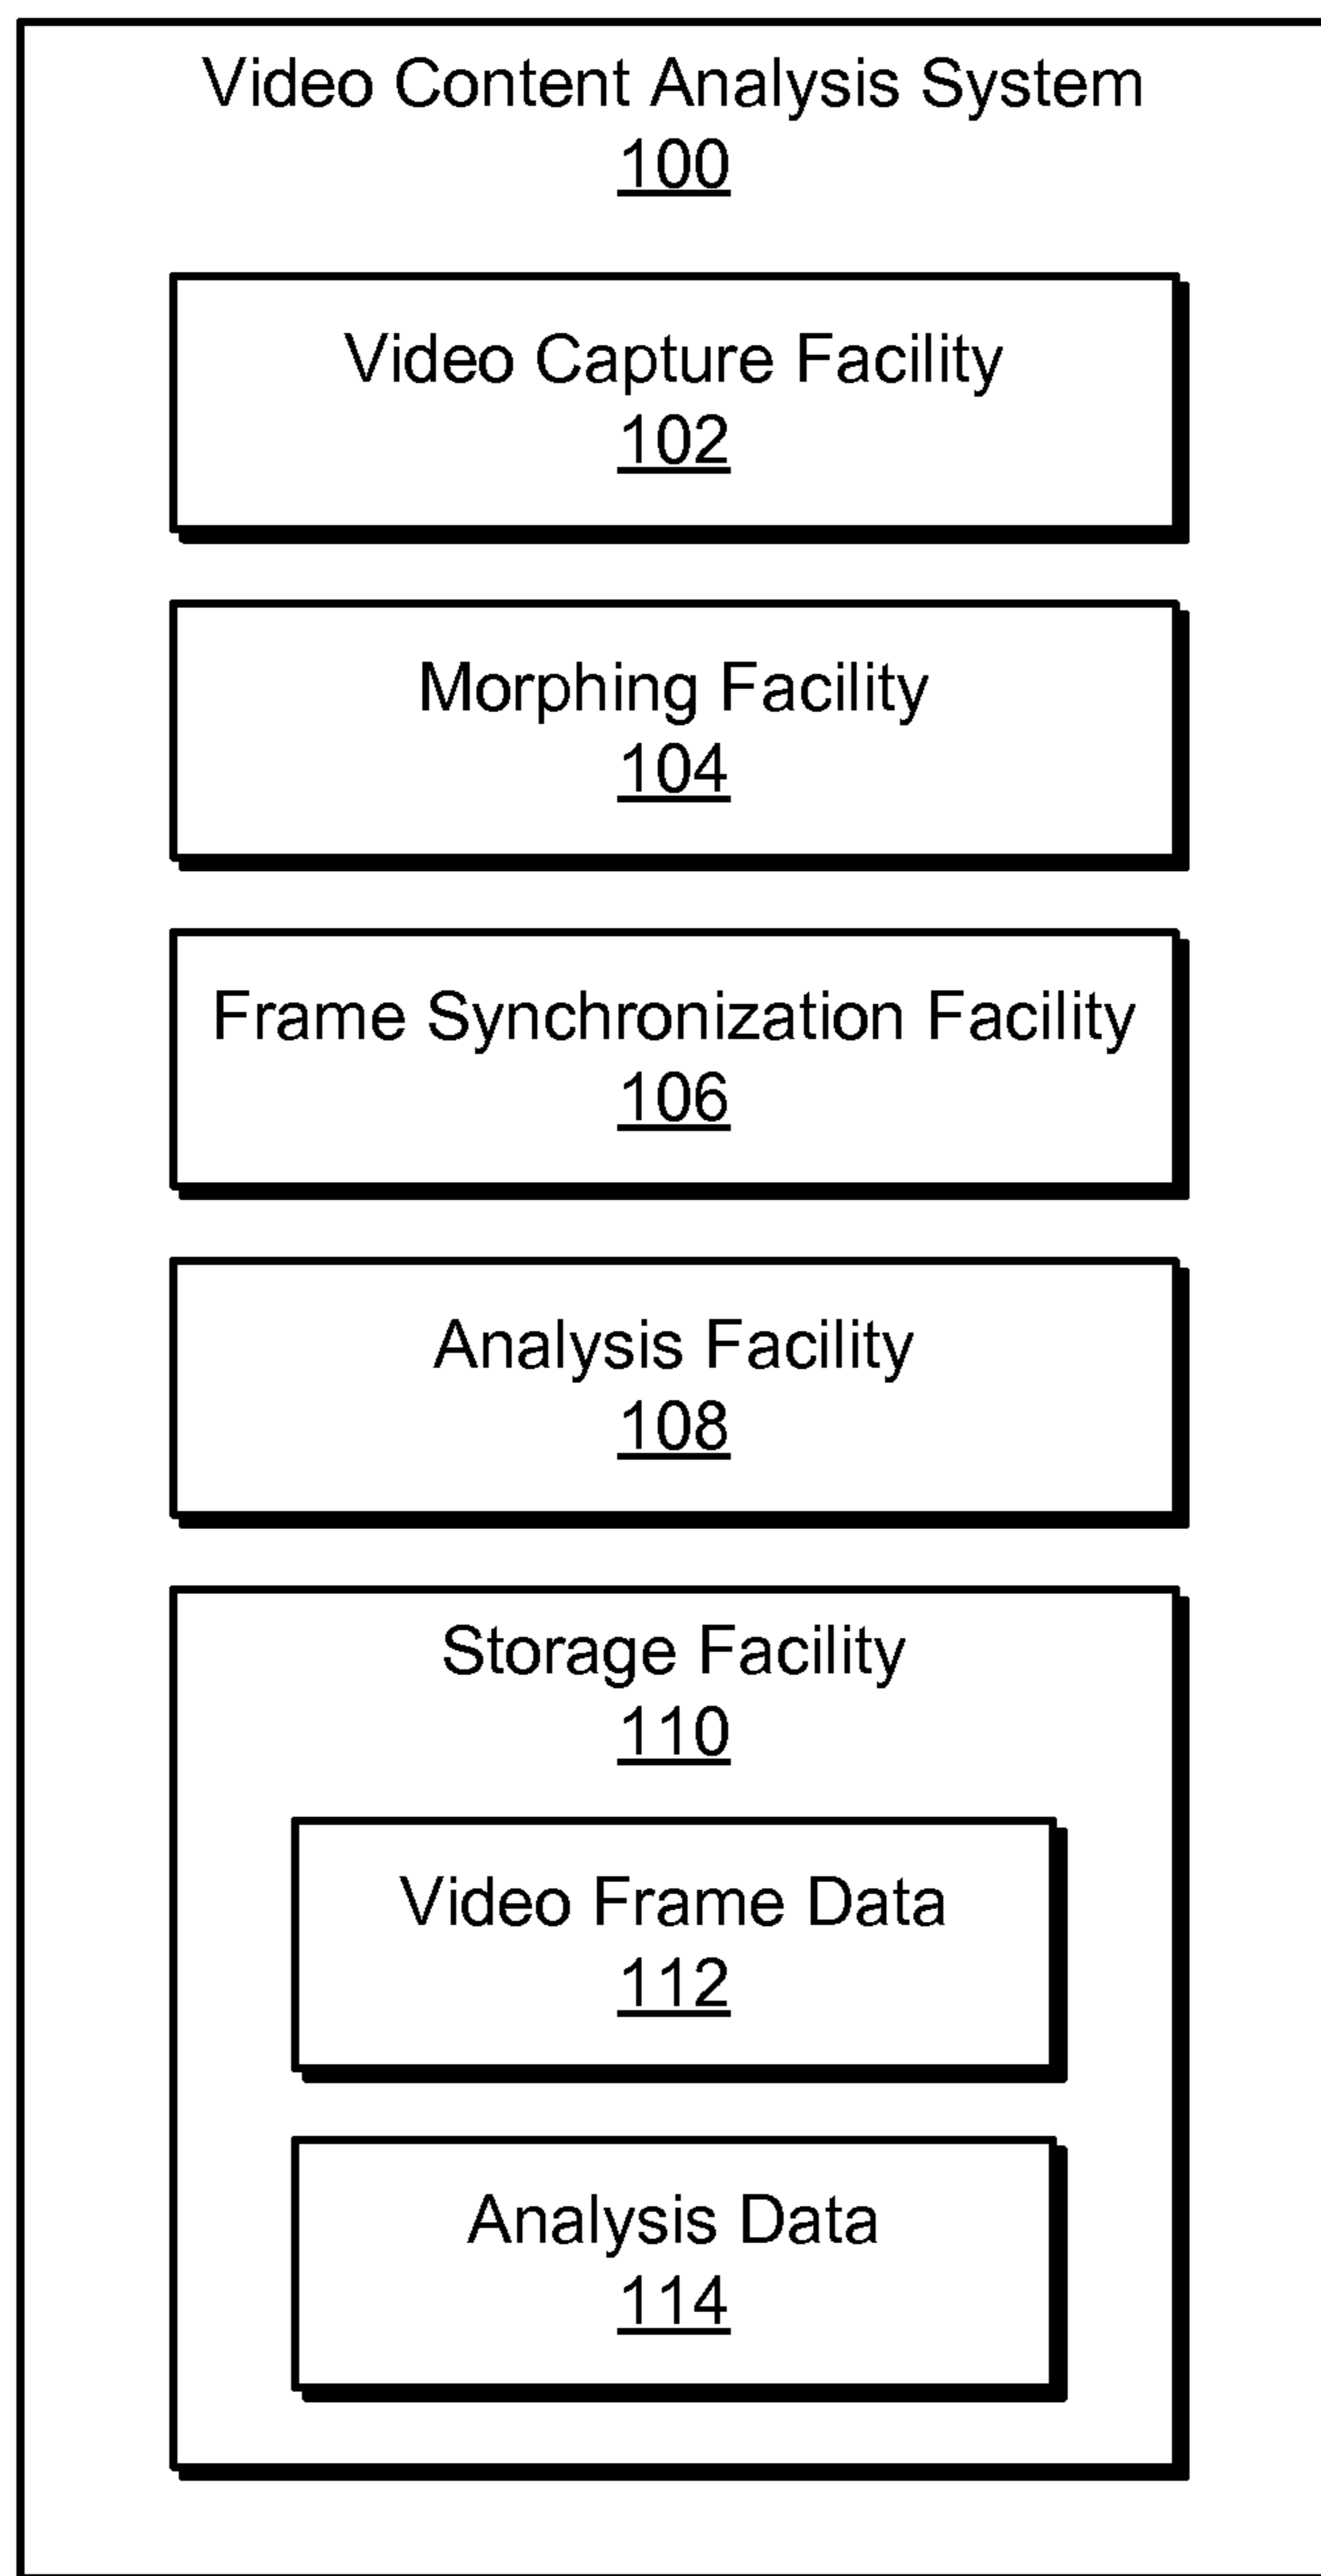 Video Content Analysis System
100
Video Capture Facility
102
Morphing Facility
104
Frame Synchronization Facility
106
Analysis Facility
108
Storage Facility
110
Video Frame Data
112
Analysis Data
114